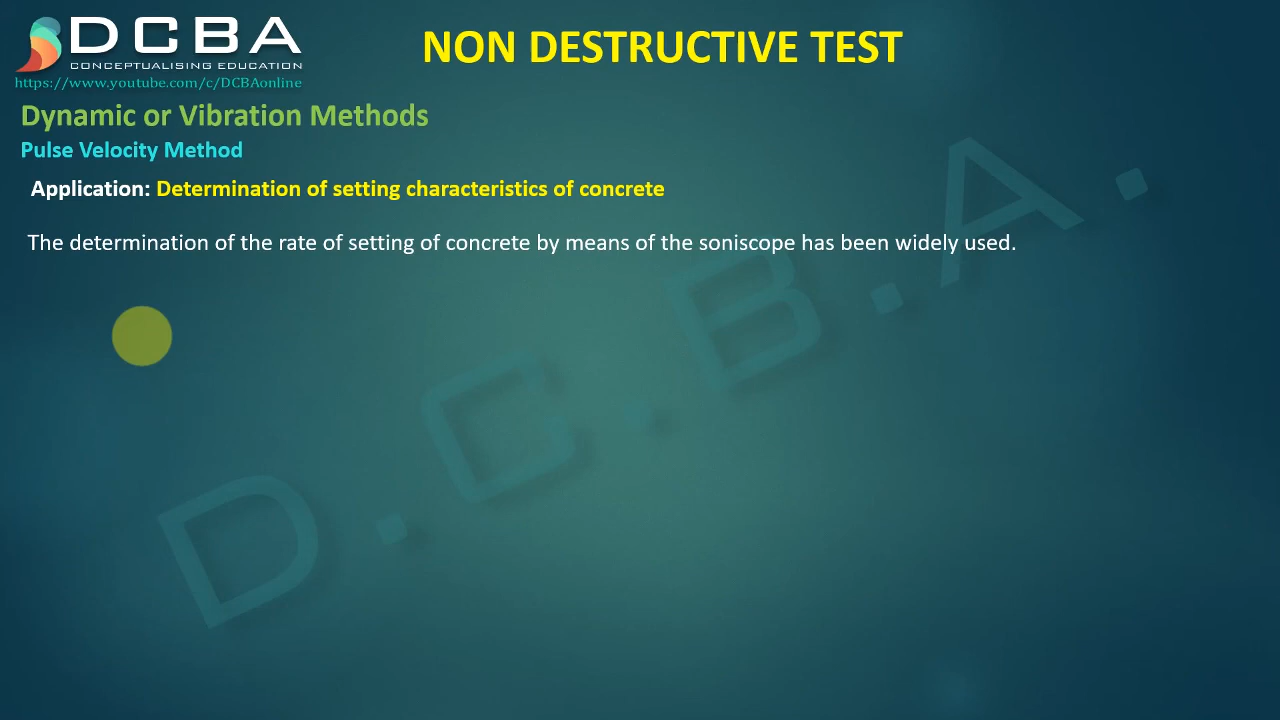 DCBA
CONCEPTUALISING EDUCATION
https://www.youtube.com/c/DCBAonline
NON DESTRUCTIVE TEST
Dynamic or Vibration Methods
Pulse Velocity Method
Application: Determination of setting characteristics of concrete
The determination of the rate of setting of concrete by means of the soniscope has been widely used.
D.C.B.A.